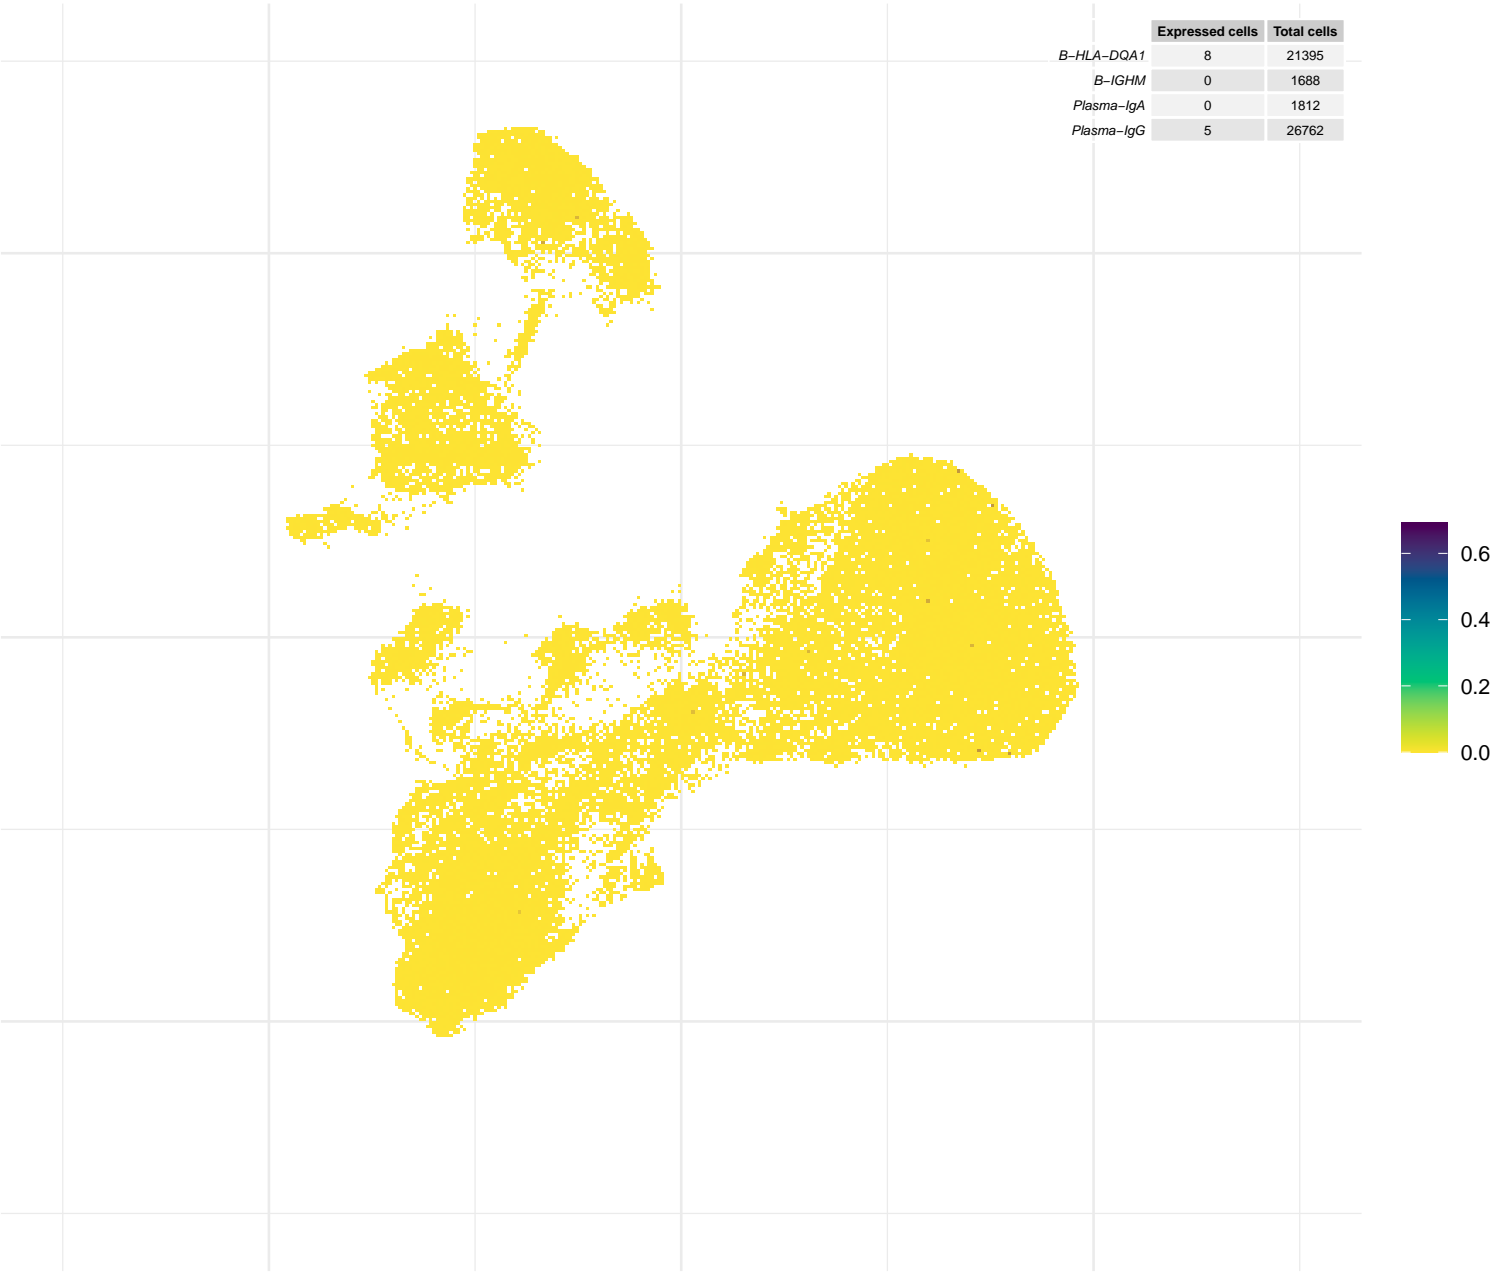 Expressed cells Total cells
B−HLA−DQA1 8 21395
B−IGHM 0 1688
Plasma−IgA 0 1812
Plasma−IgG 5 26762
0.6
0.4
0.2
0.0